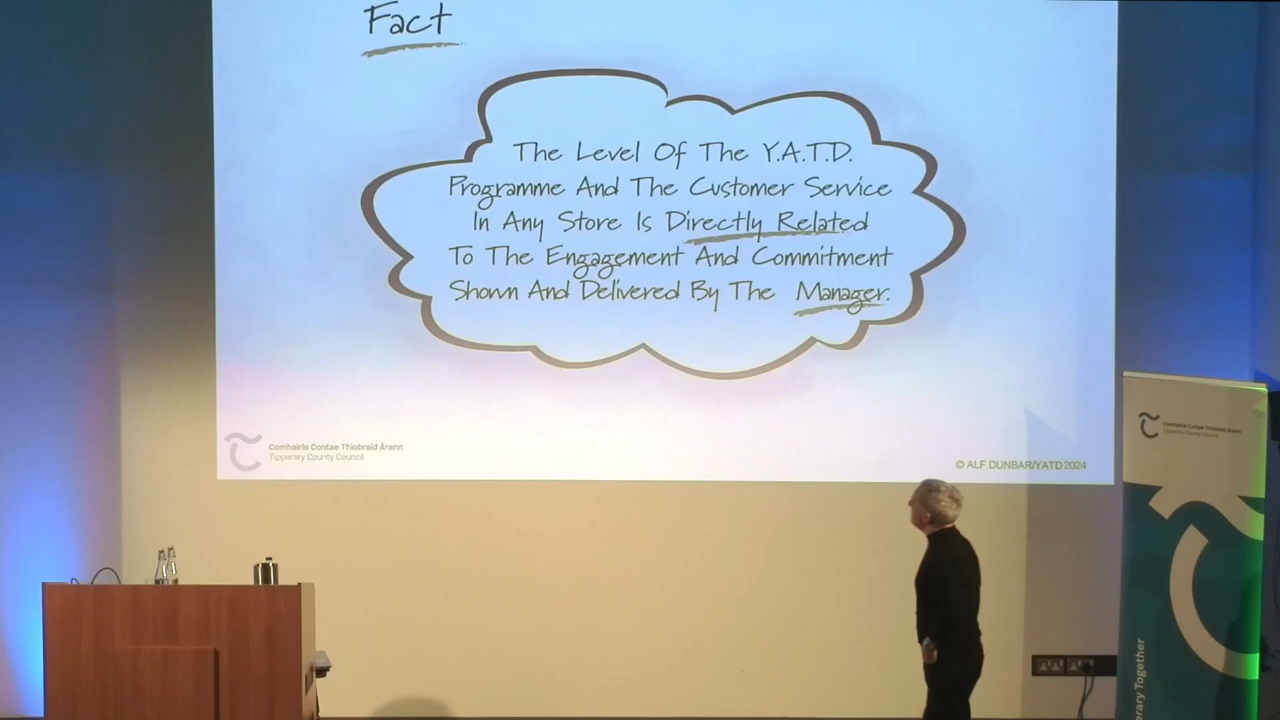 Fact
The Level Of The Y.A.T.D.
Programme And The Customer Service
In Any Store Is Directly Related
To The Engagement And Commitment
Shown And Delivered By The Manager.
Comhairle Contae Thiobraid Árann
Tipperary County Council
© ALF DUNBAR/YATD 2024
Comhairle Contae Thiobraid Árann
Tipperary County Council
erary Together